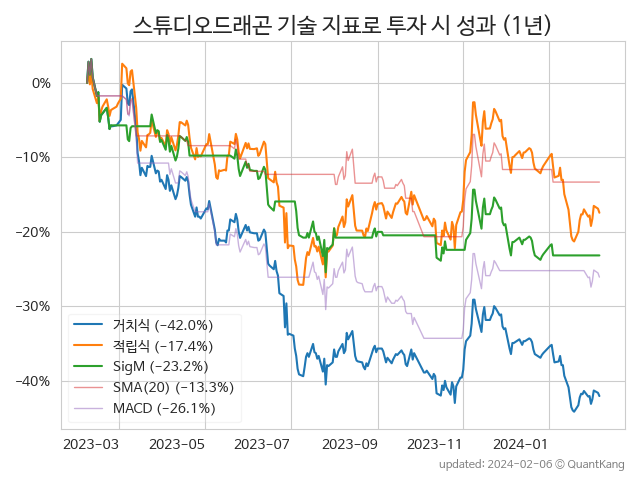 스튜디오드래곤 기술 지표로 투자 시 성과 (1년)
0%
−10%
−20%
−30%
−40%
거치식 (−42.0%)
적립식 (−17.4%)
SigM (−23.2%)
SMA(20) (−13.3%)
MACD (−26.1%)
2023−03 2023−05 2023−07 2023−09 2023−11 2024−01
updated: 2024−02−06 © QuantKang